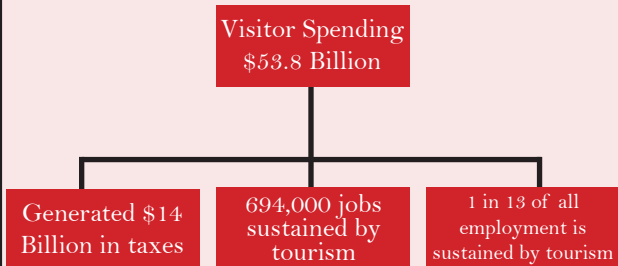 Visitor Spending
$53.8 Billion
Generated $14
Billion in taxes
694,000 jobs
sustained by
tourism
1 in 13 of all
employment is
sustained by tourism